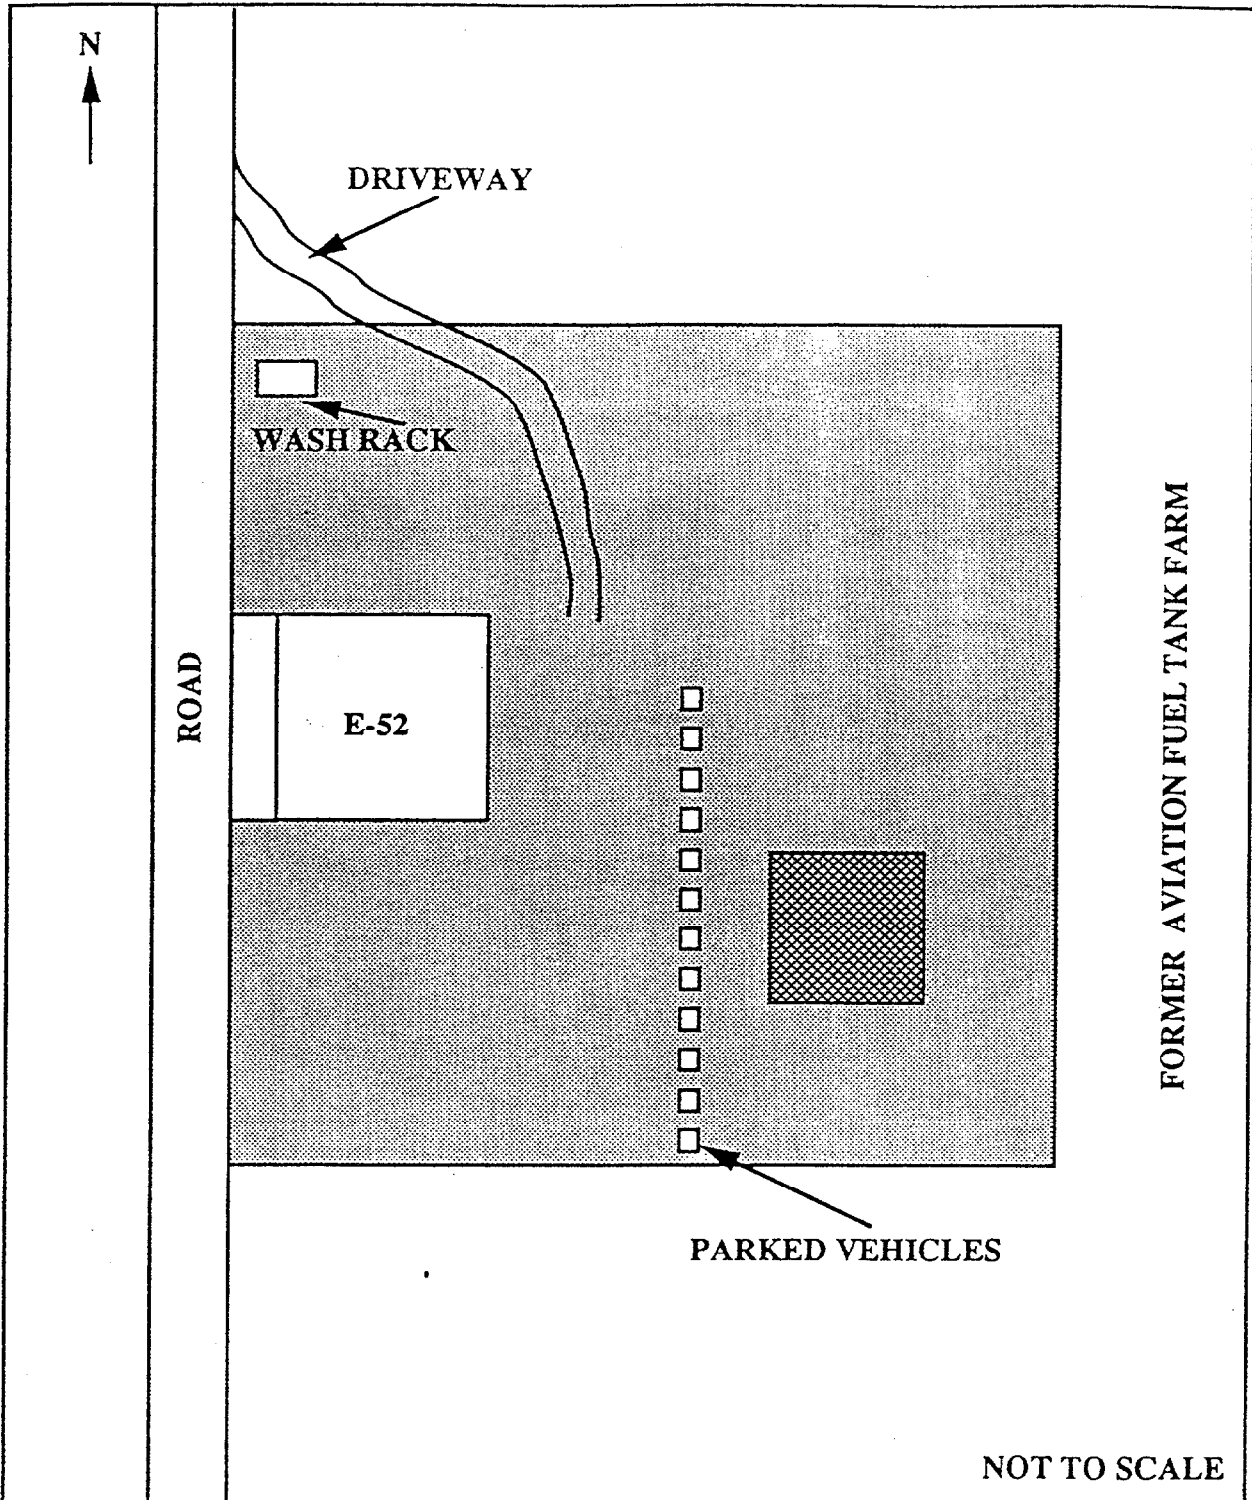 N
DRIVEWAY
WASH RACK
ROAD
E-52
FORMER AVIATION FUEL TANK FARM
PARKED VEHICLES
NOT TO SCALE